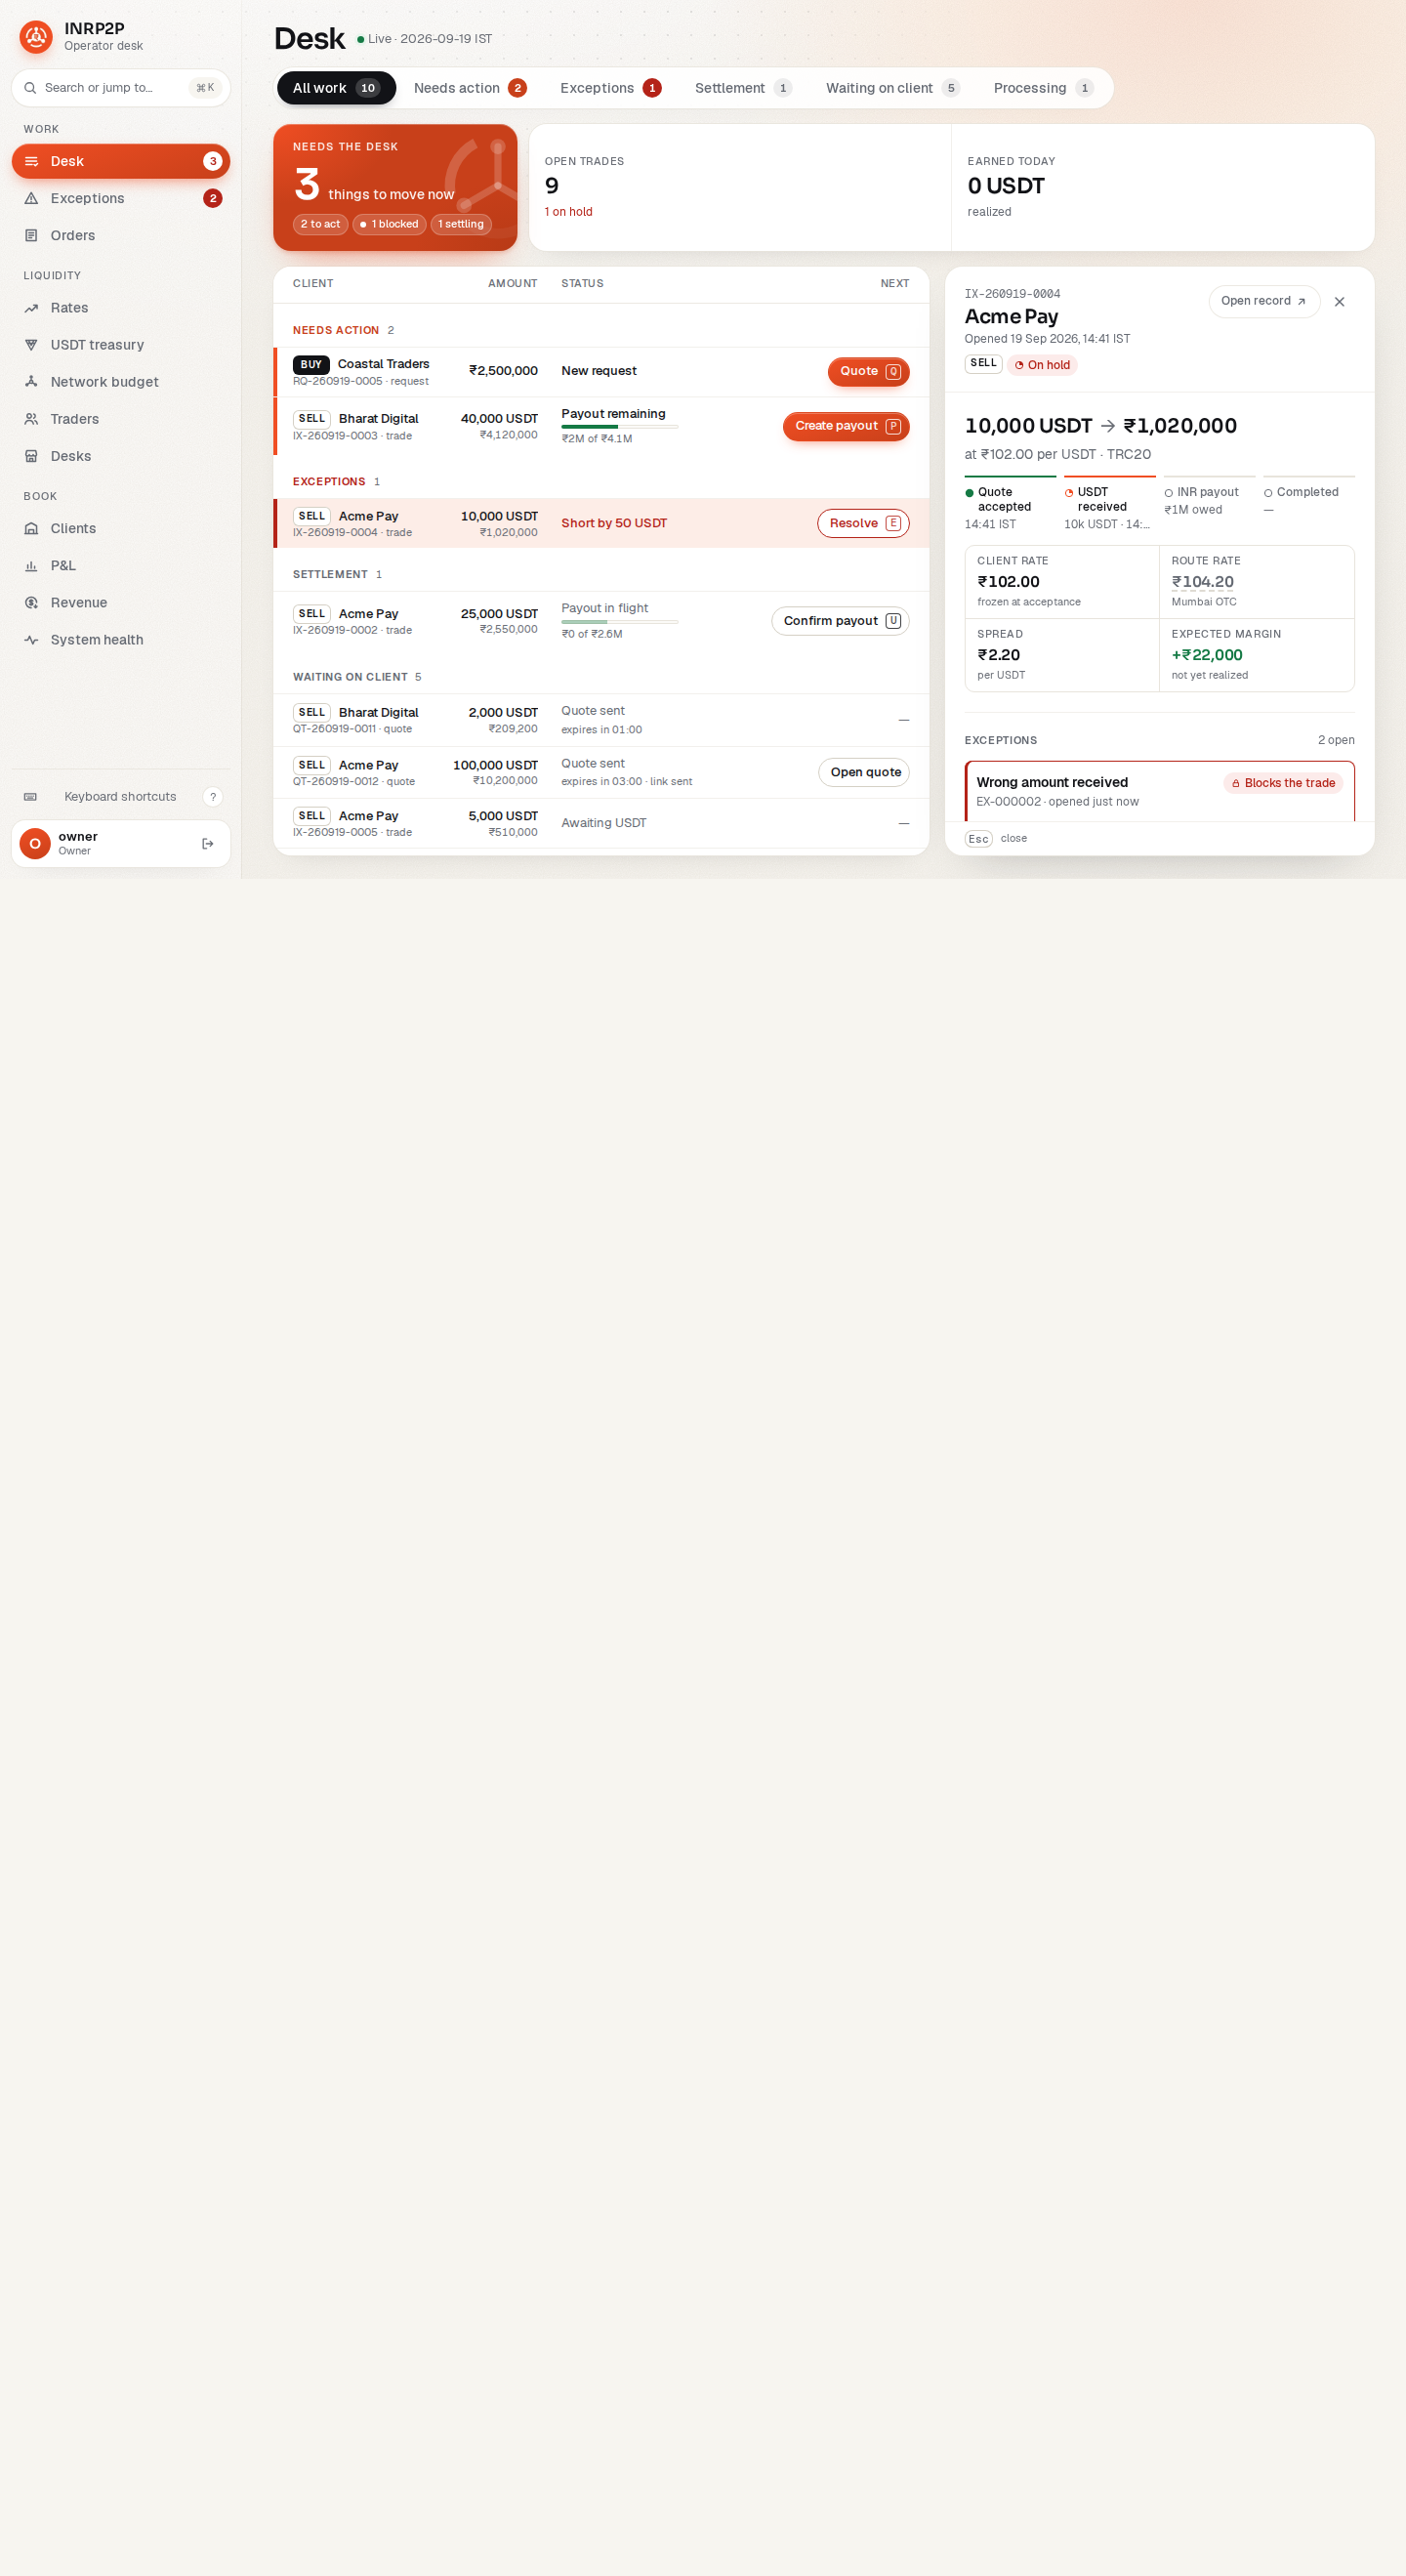 INRP2P
Operator desk
Search or jump to...
⌘K
WORK
Desk 3
Exceptions 2
Orders
LIQUIDITY
Rates
USDT treasury
Network budget
Traders
Desks
BOOK
Clients
P&L
Revenue
System health
Keyboard shortcuts ?
O
owner
Owner
Desk
Live · 2026-09-19 IST
All work 10
Needs action 2
Exceptions 1
Settlement 1
Waiting on client 5
Processing 1
NEEDS THE DESK
3 things to move now
2 to act
1 blocked
1 settling
OPEN TRADES
9
1 on hold
EARNED TODAY
0 USDT
realized
CLIENT AMOUNT STATUS NEXT
NEEDS ACTION 2
BUY Coastal Traders ₹2,500,000 New request Quote Q
RQ-260919-0005 · request
SELL Bharat Digital 40,000 USDT Payout remaining Create payout P
IX-260919-0003 · trade ₹4,120,000 ₹2M of ₹4.1M
EXCEPTIONS 1
SELL Acme Pay 10,000 USDT Short by 50 USDT Resolve E
IX-260919-0004 · trade ₹1,020,000
SETTLEMENT 1
SELL Acme Pay 25,000 USDT Payout in flight Confirm payout U
IX-260919-0002 · trade ₹2,550,000 ₹0 of ₹2.6M
WAITING ON CLIENT 5
SELL Bharat Digital 2,000 USDT Quote sent —
QT-260919-0011 · quote ₹209,200 expires in 01:00
SELL Acme Pay 100,000 USDT Quote sent Open quote
QT-260919-0012 · quote ₹10,200,000 expires in 03:00 · link sent
SELL Acme Pay 5,000 USDT Awaiting USDT —
IX-260919-0005 · trade ₹510,000
IX-260919-0004
Open record ↗ ✕
Acme Pay
Opened 19 Sep 2026, 14:41 IST
SELL On hold
10,000 USDT → ₹1,020,000
at ₹102.00 per USDT · TRC20
Quote accepted
14:41 IST
USDT received
10k USDT · 14:...
INR payout
₹1M owed
Completed
—
CLIENT RATE
₹102.00
frozen at acceptance
ROUTE RATE
₹104.20
Mumbai OTC
SPREAD
₹2.20
per USDT
EXPECTED MARGIN
+₹22,000
not yet realized
EXCEPTIONS 2 open
Wrong amount received Blocks the trade
EX-000002 · opened just now
Esc close